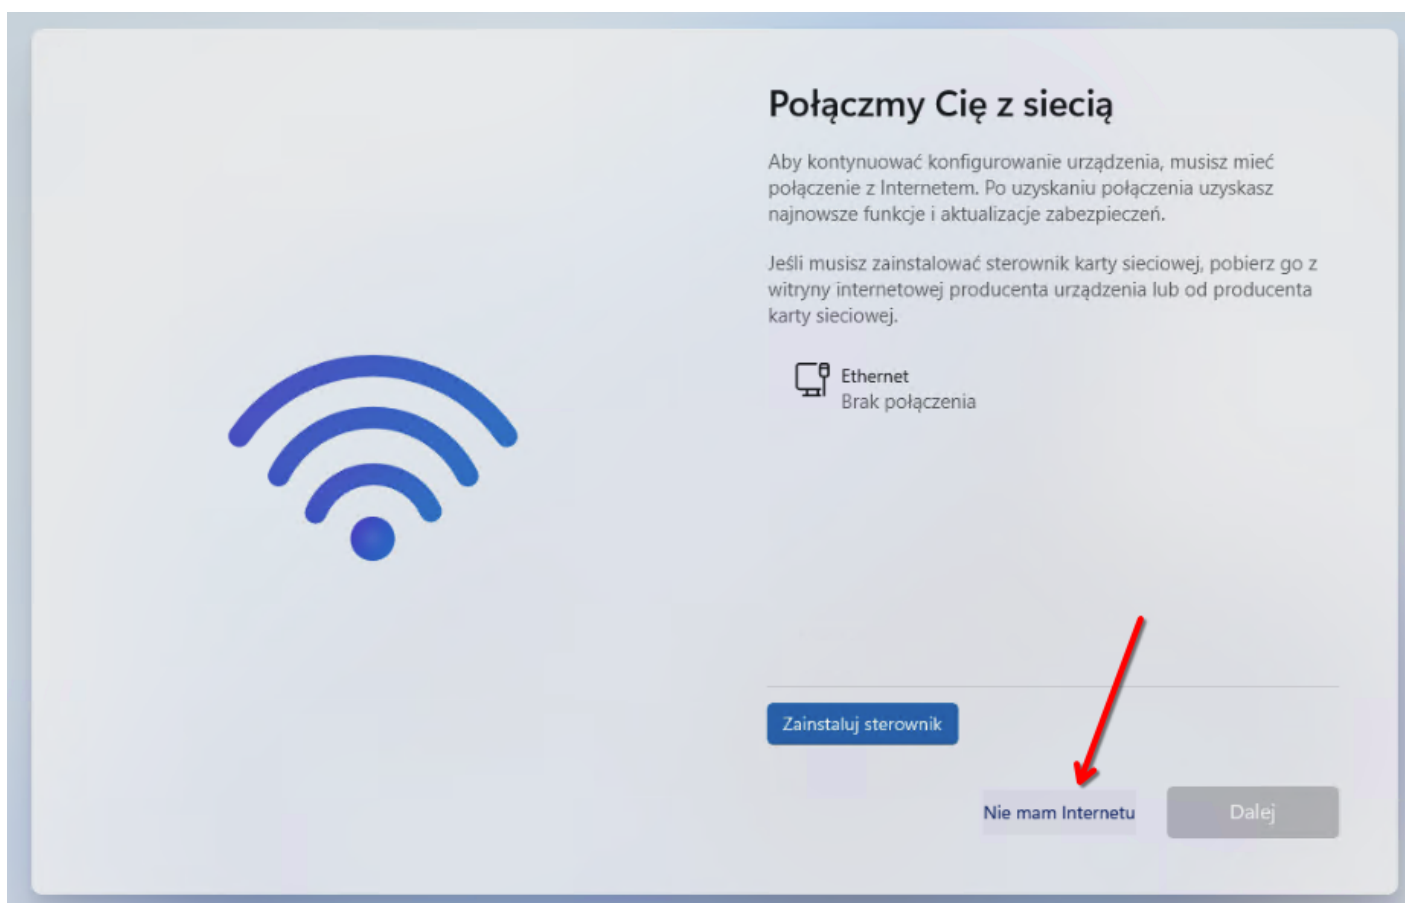 Połączmy Cię z siecią
Aby kontynuować konfigurowanie urządzenia, musisz mieć
połączenie z Internetem. Po uzyskaniu połączenia uzyskasz
najnowsze funkcje i aktualizacje zabezpieczeń.
Jeśli musisz zainstalować sterownik karty sieciowej, pobierz go z
witryny internetowej producenta urządzenia lub od producenta
karty sieciowej.
Ethernet
Brak połączenia
Zainstaluj sterownik
Nie mam Internetu
Dalej